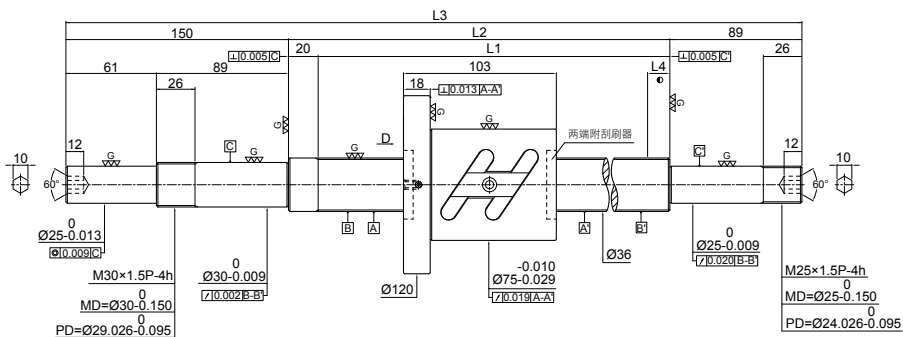 L3
150
L2
89
⊥ 0.005 C
20
L1
⊥ 0.005 C'
26
61
89
103
L4
26
18
⊥ 0.013 A-A'
G
G
G
D
G
G
两端附刮刷器
10
12
G
C
G
G
C'
G
12
10
60°
60°
B
A
A'
B'
0
Ø25-0.013
◎ 0.009 C
0
Ø30-0.009
↗ 0.002 B-B'
Ø120
-0.010
Ø75-0.029
↗ 0.019 A-A'
Ø36
0
Ø25-0.009
↗ 0.020 B-B'
M30×1.5P-4h
0
MD=Ø30-0.150
0
PD=Ø29.026-0.095
M25×1.5P-4h
0
MD=Ø25-0.150
0
PD=Ø24.026-0.095